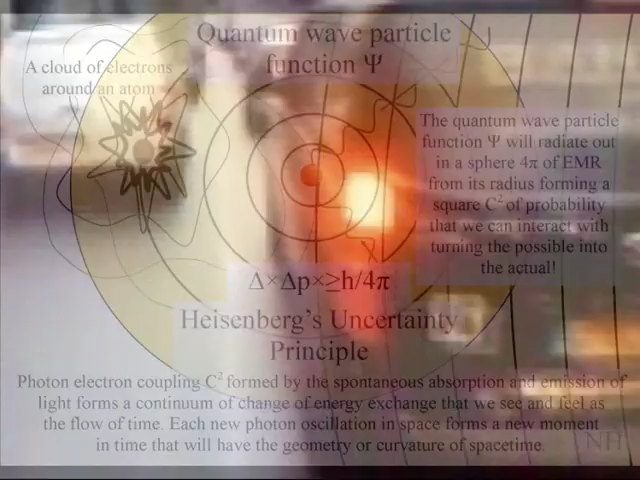 Quantum wave particle
function Ψ
A cloud of electrons
around an atom
The quantum wave particle
function Ψ will radiate out
in a sphere 4π of EMR
from its radius forming a
square C² of probability
that we can interact with
turning the possible into
the actual!
Δ×Δp×≥h/4π
Heisenberg's Uncertainty
Principle
Photon electron coupling C² formed by the spontaneous absorption and emission of
light forms a continuum of change of energy exchange that we see and feel as
the flow of time. Each new photon oscillation in space forms a new moment
in time that will have the geometry or curvature of spacetime.
NH